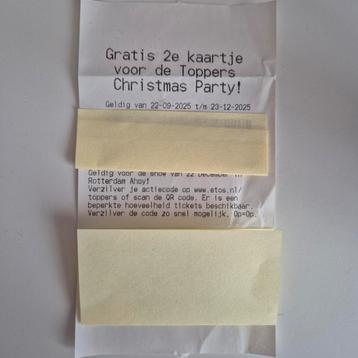 Gratis 2e kaartje
voor de Toppers
Christmas Party!
Geldig van 22-09-2025 t/m 23-12-2025
Geldig voor de show van 22 december in
Rotterdam Ahoy!
Verzilver je actiecode op www.etos.nl/
toppers of scan de QR code. Er is een
beperkte hoeveelheid tickets beschikbaar.
Verzilver de code zo snel mogelijk. Op=Op.